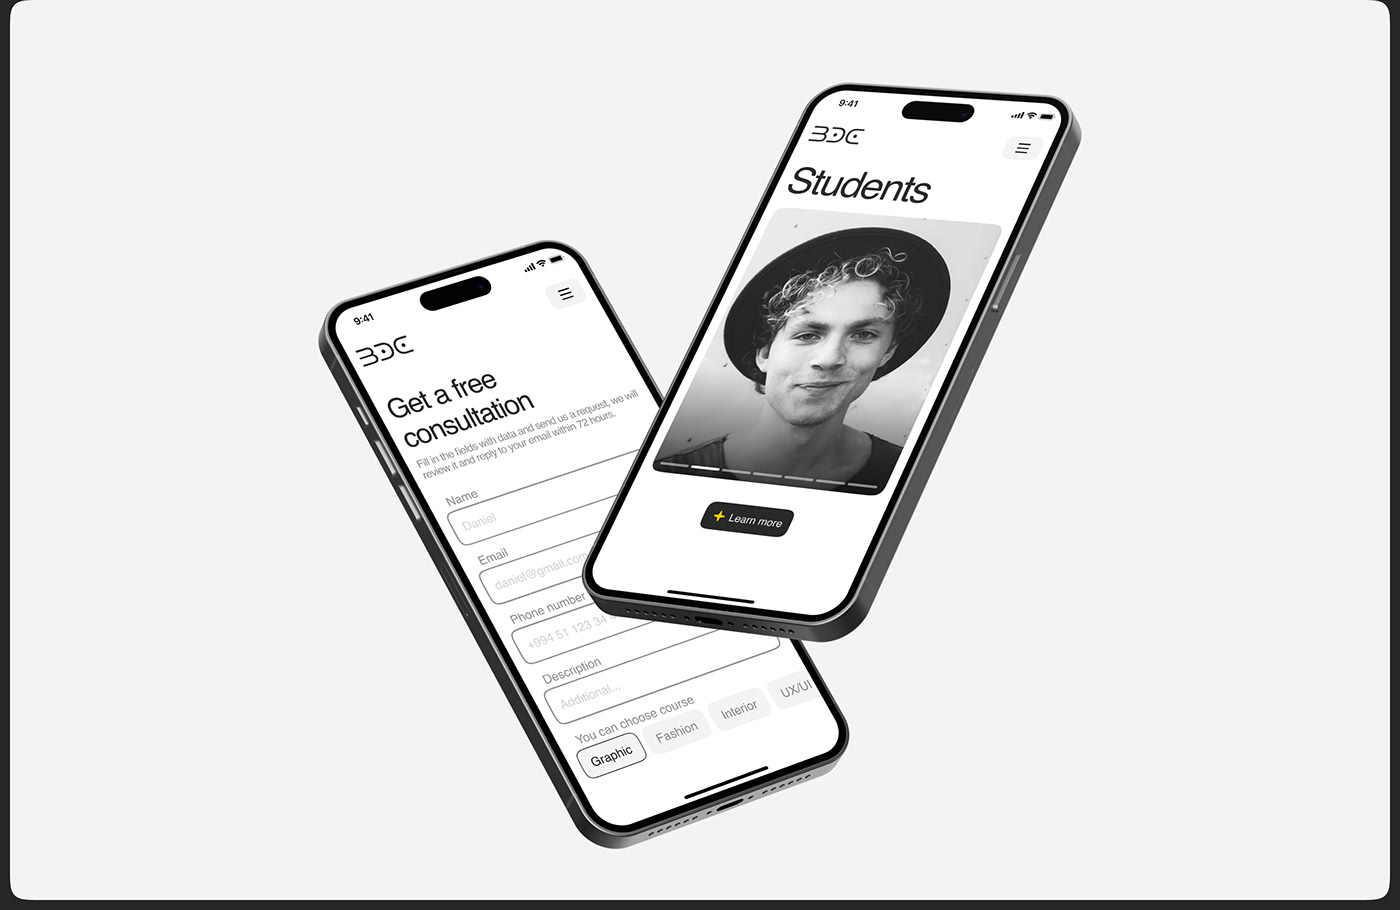 9:41
BDC
Get a free
consultation
Fill in the fields with data and send us a request, we will
review it and reply to your email within 72 hours.
Name
Daniel
Email
daniel@gmail.com
Phone number
+994 51 123 34
Description
Additional...
You can choose course
Graphic
Fashion
Interior
UX/UI
9:41
BDC
Students
Learn more